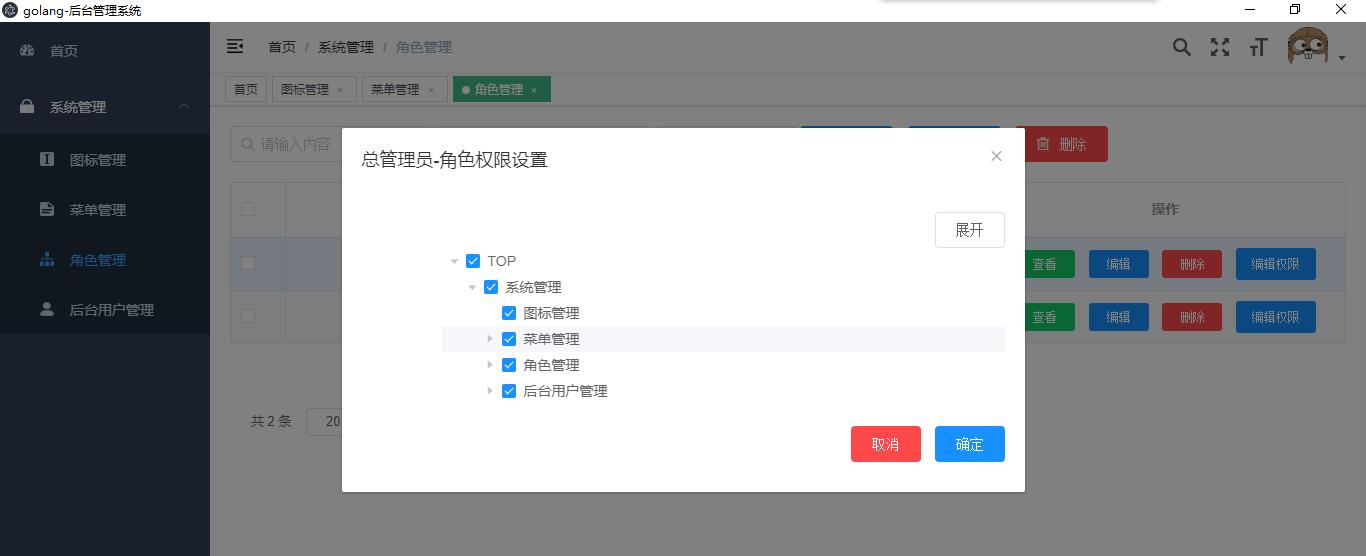 golang-后台管理系统
首页
系统管理
图标管理
菜单管理
角色管理
后台用户管理
首页 / 系统管理 / 角色管理
首页 图标管理 × 菜单管理 × 角色管理 ×
请输入内容 删除
操作
查看 编辑 删除 编辑权限
查看 编辑 删除 编辑权限
共 2 条 20
总管理员-角色权限设置
展开
TOP
系统管理
图标管理
菜单管理
角色管理
后台用户管理
取消 确定